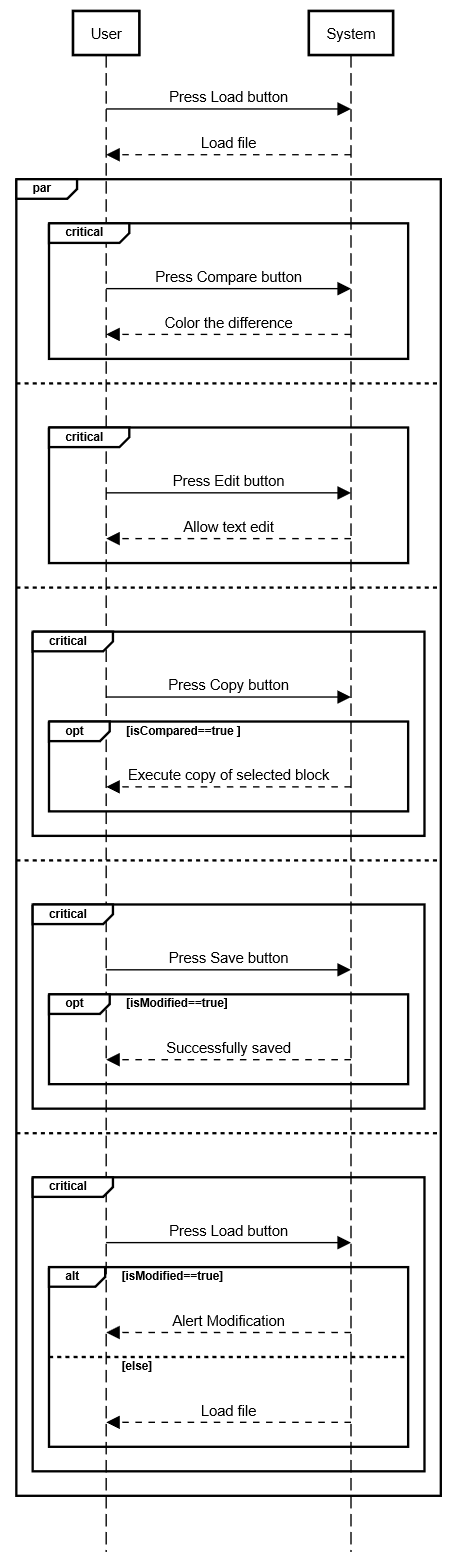 User System
Press Load button
Load file
par
critical
Press Compare button
Color the difference
critical
Press Edit button
Allow text edit
critical
Press Copy button
opt [isCompared==true ]
Execute copy of selected block
critical
Press Save button
opt [isModified==true]
Successfully saved
critical
Press Load button
alt [isModified==true]
Alert Modification
[else]
Load file